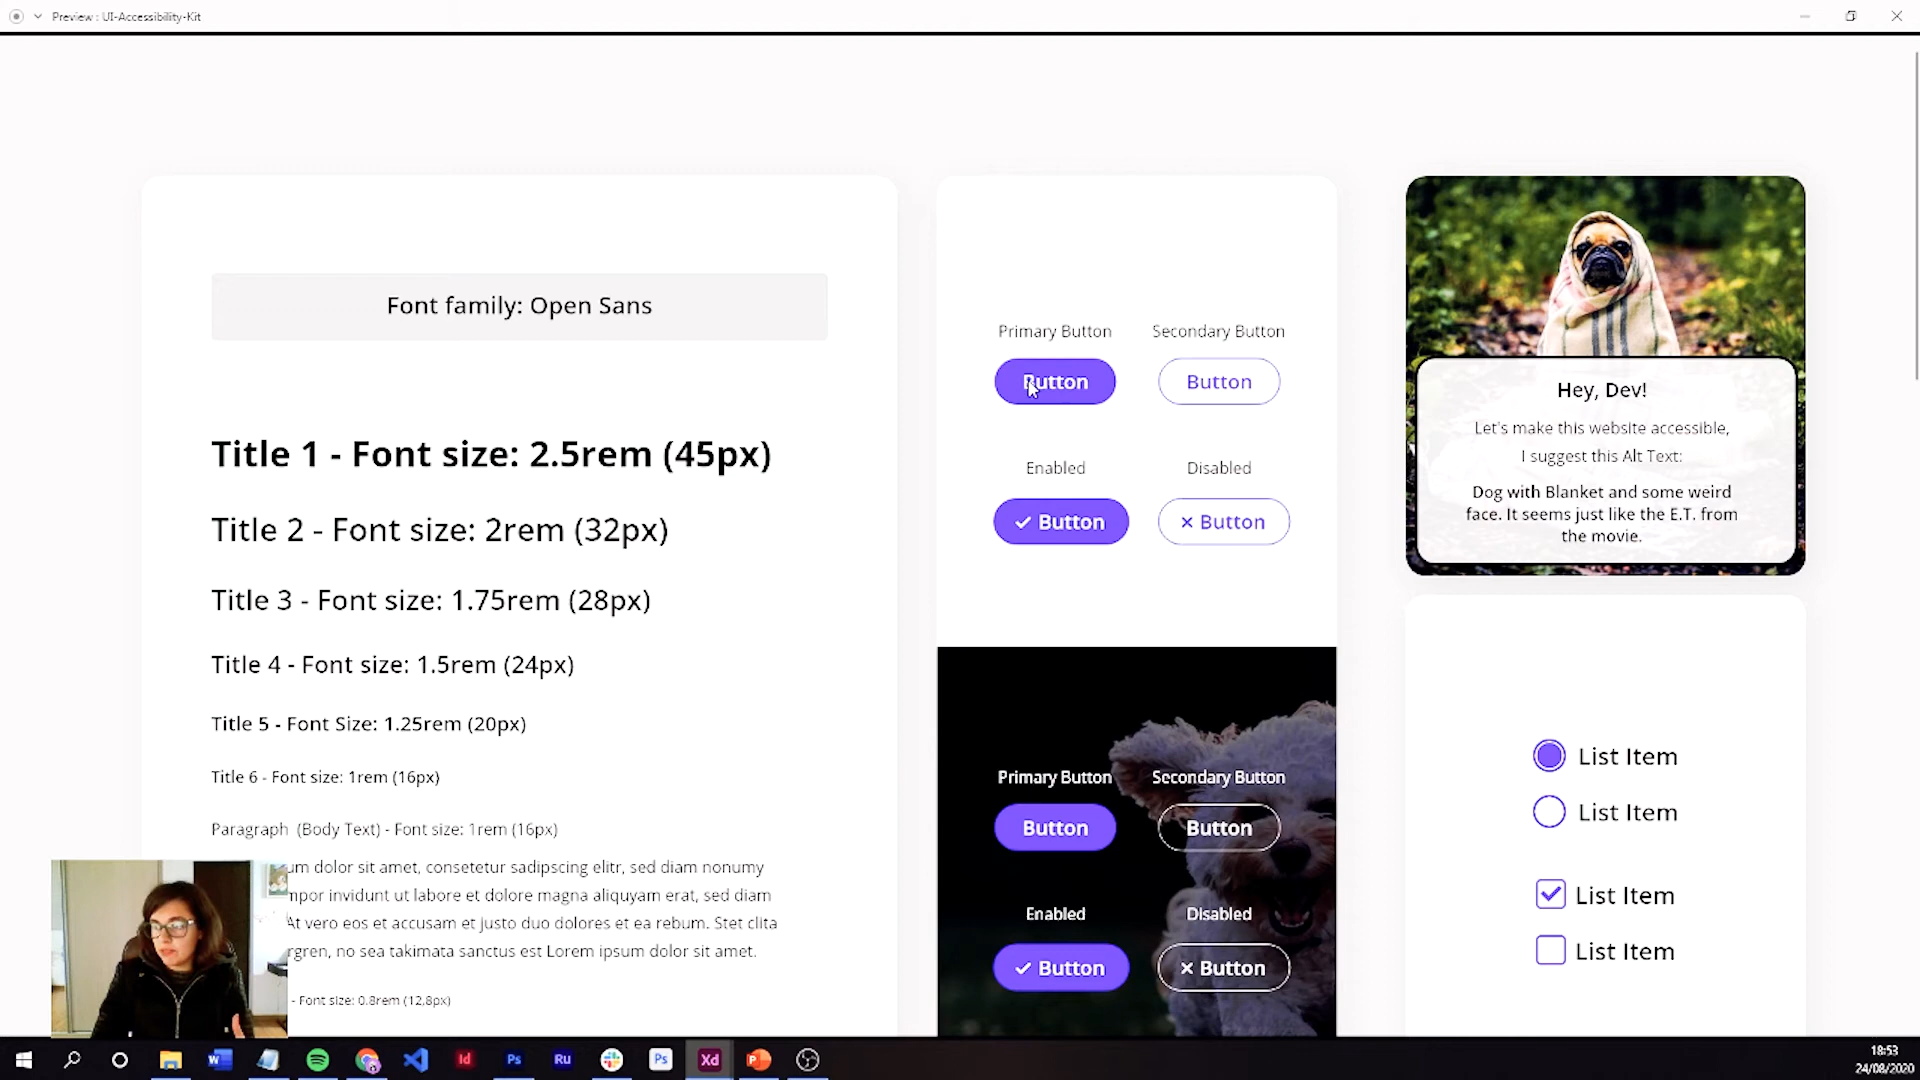 Preview : UI-Accessibility-Kit
Font family: Open Sans
Title 1 - Font size: 2.5rem (45px)
Title 2 - Font size: 2rem (32px)
Title 3 - Font size: 1.75rem (28px)
Title 4 - Font size: 1.5rem (24px)
Title 5 - Font Size: 1.25rem (20px)
Title 6 - Font size: 1rem (16px)
Paragraph (Body Text) - Font size: 1rem (16px)
um dolor sit amet, consetetur sadipscing elitr, sed diam nonumy
mpor invidunt ut labore et dolore magna aliquyam erat, sed diam
At vero eos et accusam et justo duo dolores et ea rebum. Stet clita
rgren, no sea takimata sanctus est Lorem ipsum dolor sit amet.
- Font size: 0.8rem (12,8px)
Primary Button Secondary Button
Button Button
Enabled Disabled
Button Button
Primary Button Secondary Button
Button Button
Enabled Disabled
Button Button
Hey, Dev!
Let's make this website accessible,
I suggest this Alt Text:
Dog with Blanket and some weird
face. It seems just like the E.T. from
the movie.
List Item
List Item
List Item
List Item
W Id Ps Ru Ps Xd P
18:53
24/08/2020